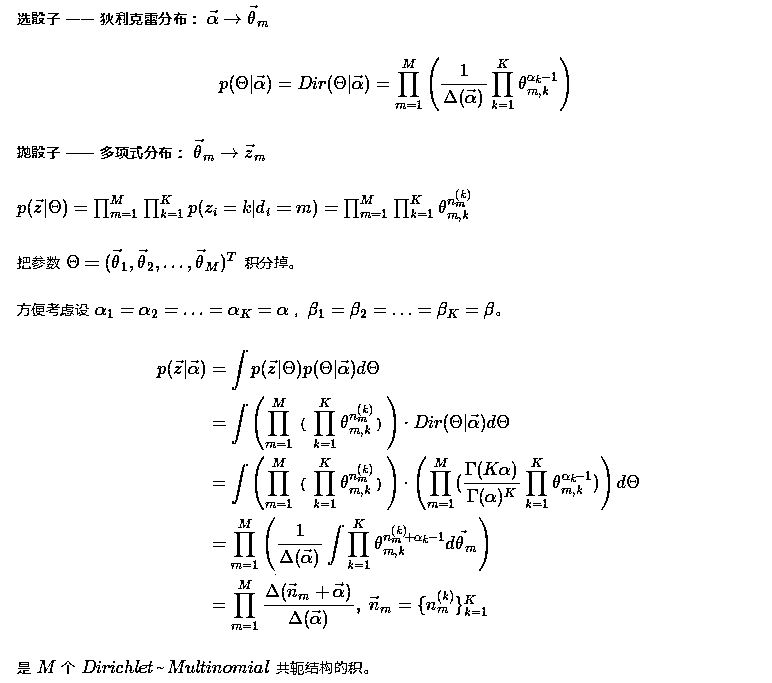 选骰子 —— 狄利克雷分布： $\vec{\alpha} \to \vec{\theta}_m$
$p(\Theta|\vec{\alpha}) = Dir(\Theta|\vec{\alpha}) = \prod_{m=1}^{M} \left( \frac{1}{\Delta(\vec{\alpha})} \prod_{k=1}^{K} \theta_{m,k}^{\alpha_k - 1} \right)$
抛骰子 —— 多项式分布： $\vec{\theta}_m \to \vec{z}_m$
$p(\vec{z}|\Theta) = \prod_{m=1}^{M} \prod_{k=1}^{K} p(z_i = k|d_i = m) = \prod_{m=1}^{M} \prod_{k=1}^{K} \theta_{m,k}^{n_m^{(k)}}$
把参数 $\Theta = (\vec{\theta}_1, \vec{\theta}_2, \ldots, \vec{\theta}_M)^T$ 积分掉。
方便考虑设 $\alpha_1 = \alpha_2 = \ldots = \alpha_K = \alpha$ ， $\beta_1 = \beta_2 = \ldots = \beta_K = \beta$。
$p(\vec{z}|\vec{\alpha}) = \int p(\vec{z}|\Theta) p(\Theta|\vec{\alpha}) d\Theta$
$= \int \left( \prod_{m=1}^{M} ( \prod_{k=1}^{K} \theta_{m,k}^{n_m^{(k)}} ) \right) \cdot Dir(\Theta|\vec{\alpha}) d\Theta$
$= \int \left( \prod_{m=1}^{M} ( \prod_{k=1}^{K} \theta_{m,k}^{n_m^{(k)}} ) \right) \cdot \left( \prod_{m=1}^{M} ( \frac{\Gamma(K\alpha)}{\Gamma(\alpha)^K} \prod_{k=1}^{K} \theta_{m,k}^{\alpha_k - 1} ) \right) d\Theta$
$= \prod_{m=1}^{M} \left( \frac{1}{\Delta(\vec{\alpha})} \int \prod_{k=1}^{K} \theta_{m,k}^{n_m^{(k)} + \alpha_k - 1} d\vec{\theta}_m \right)$
$= \prod_{m=1}^{M} \frac{\Delta(\vec{n}_m + \vec{\alpha})}{\Delta(\vec{\alpha})}, \ \vec{n}_m = \{n_m^{(k)}\}_{k=1}^{K}$
是 $M$ 个 $Dirichlet$ ~ $Multinomial$ 共轭结构的积。